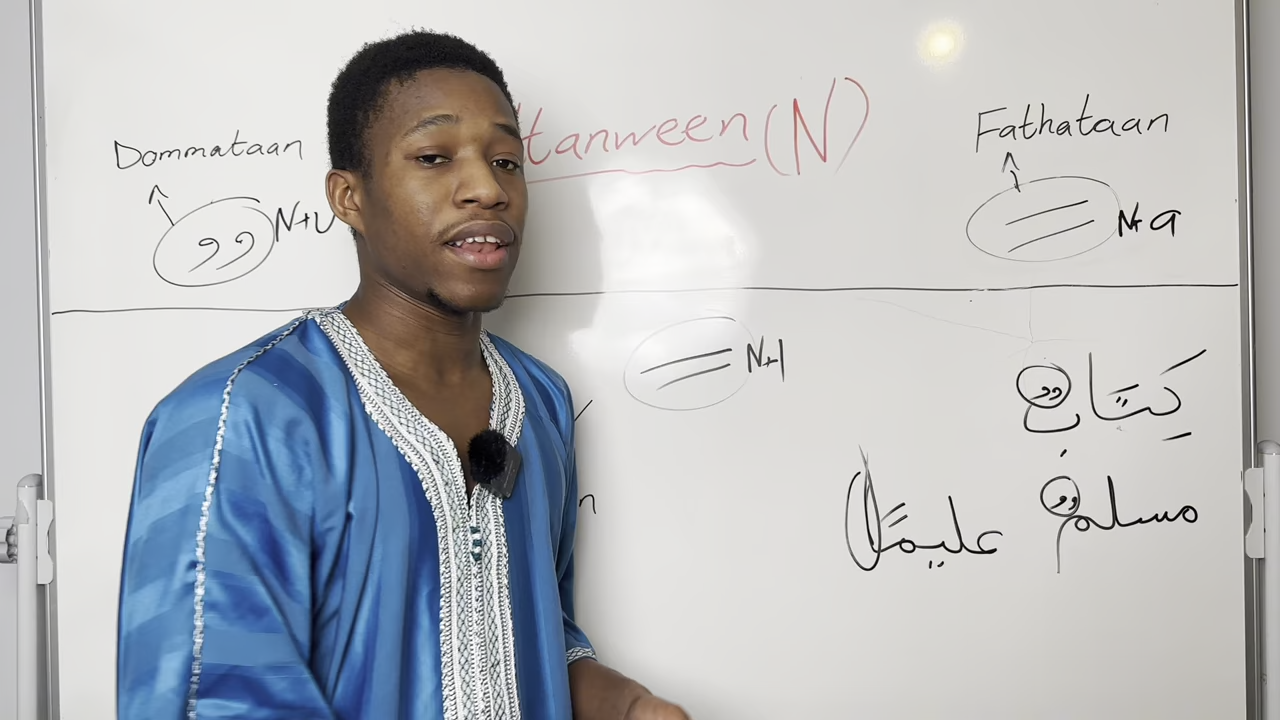 tanween (N)
Dommataan
Fathataan
N+u
N+a
N+I
كِتَابٌ
مسلمٌ عليمًا
n